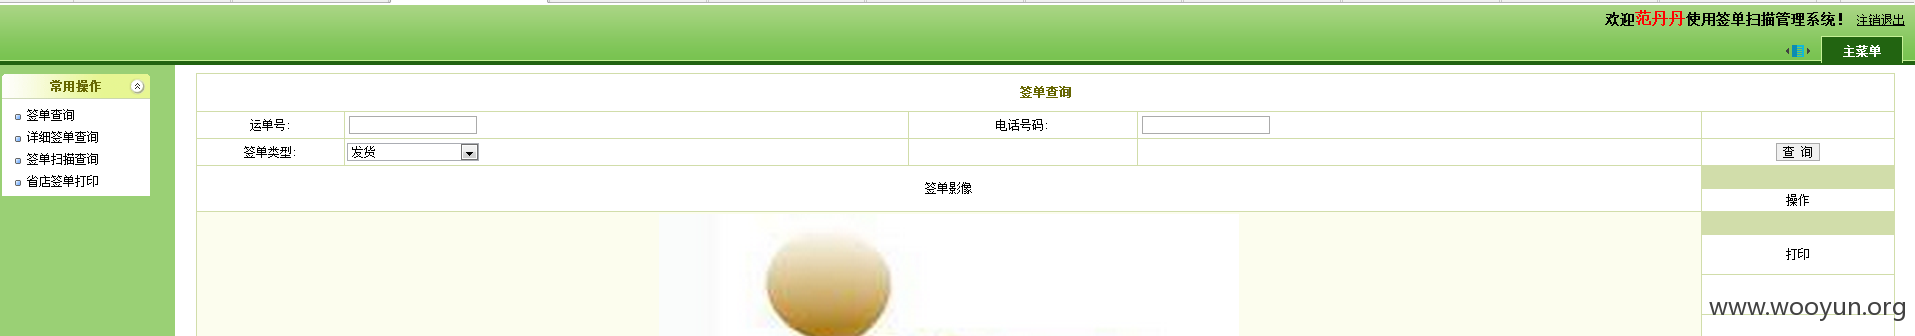 欢迎范丹丹使用签单扫描管理系统！ 注销退出
主菜单
常用操作
签单查询
详细签单查询
签单扫描查询
省店签单打印
签单查询
运单号：
电话号码：
签单类型：
发货
查 询
签单影像
操作
打印
www.wooyun.org